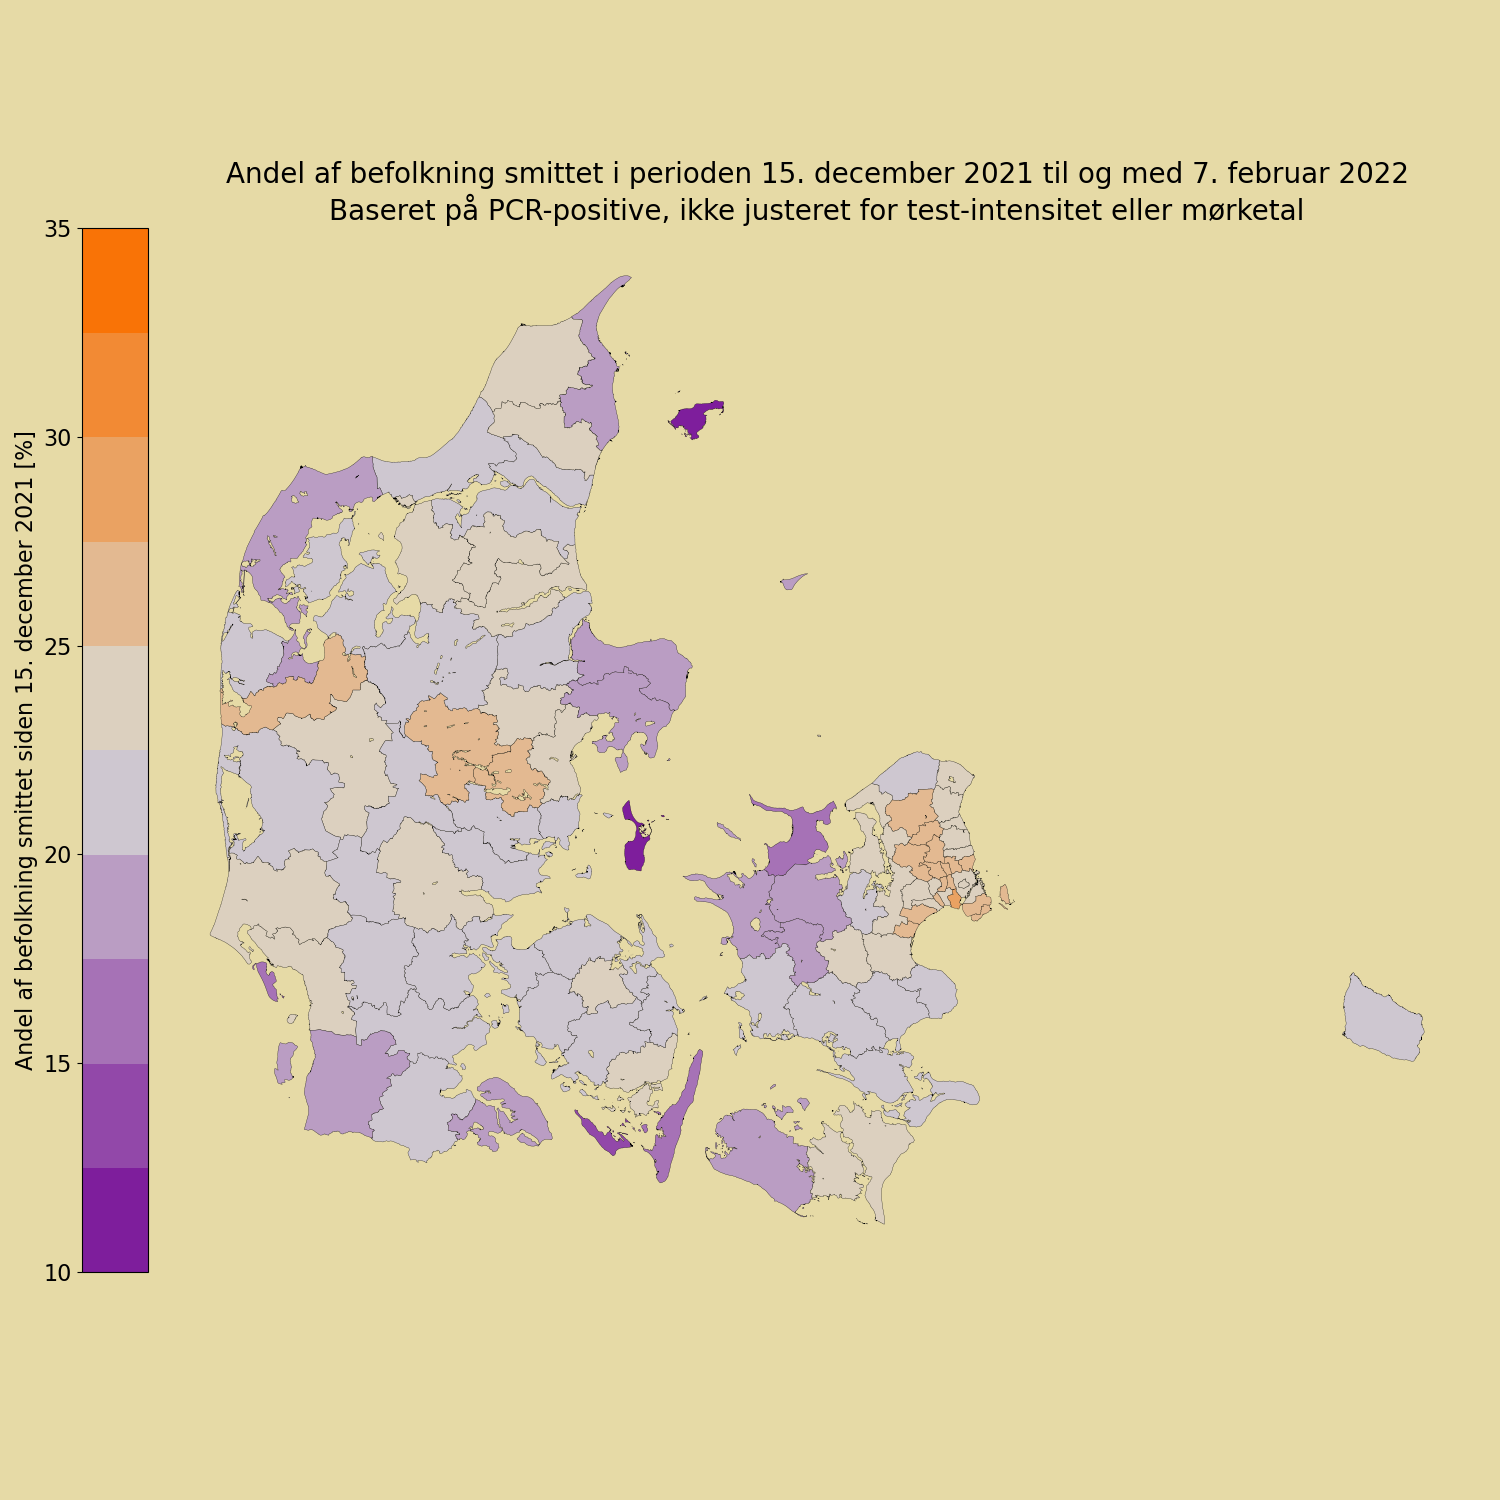 Andel af befolkning smittet i perioden 15. december 2021 til og med 7. februar 2022
Baseret på PCR-positive, ikke justeret for test-intensitet eller mørketal
Andel af befolkning smittet siden 15. december 2021 [%]
35
30
25
20
15
10